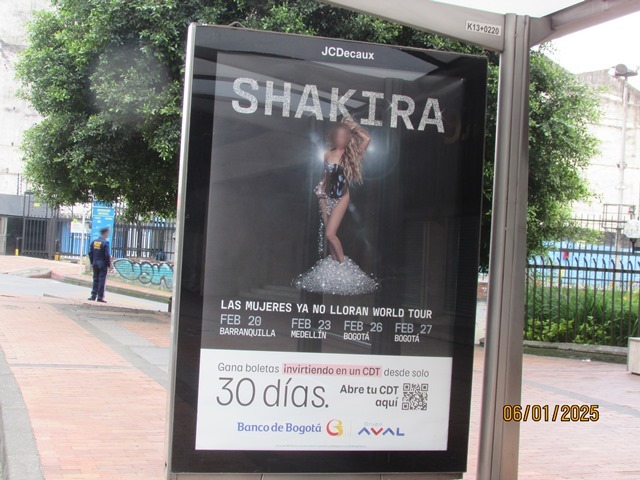 K13+0220
JCDecaux
SHAKIRA
LAS MUJERES YA NO LLORAN WORLD TOUR
FEB 20 FEB 23 FEB 26 FEB 27
BARRANQUILLA MEDELLÍN BOGOTÁ BOGOTÁ
Gana boletas invirtiendo en un CDT desde solo
30 días.
Abre tu CDT
aquí
Banco de Bogotá
Grupo
AVAL
06/01/2025